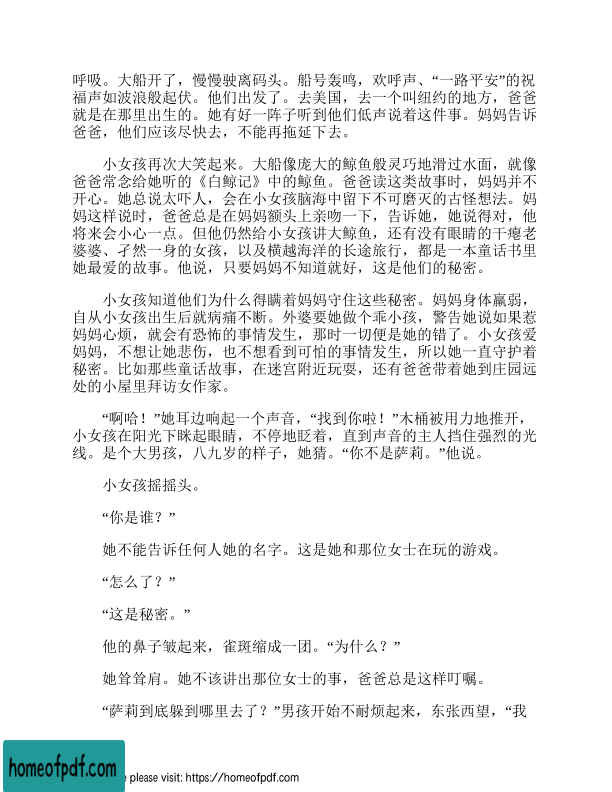 呼吸。大船开了，慢慢驶离码头。船号轰鸣，欢呼声、“一路平安”的祝
福声如波浪般起伏。他们出发了。去美国，去一个叫纽约的地方，爸爸
就是在那里出生的。她有好一阵子听到他们低声说着这件事。妈妈告诉
爸爸，他们应该尽快去，不能再拖延下去。
小女孩再次大笑起来。大船像庞大的鲸鱼般灵巧地滑过水面，就像
爸爸常念给她听的《白鲸记》中的鲸鱼。爸爸读这类故事时，妈妈并不
开心。她总说太吓人，会在小女孩脑海中留下不可磨灭的古怪想法。妈
妈这样说时，爸爸总是在妈妈额头上亲吻一下，告诉她，她说得对，他
将来会小心一点。但他仍然给小女孩讲大鲸鱼，还有没有眼睛的干瘪老
婆婆、孑然一身的女孩，以及横越海洋的长途旅行，都是一本童话书里
她最爱的故事。他说，只要妈妈不知道就好，这是他们的秘密。
小女孩知道他们为什么得瞒着妈妈守住这些秘密。妈妈身体羸弱，
自从小女孩出生后就病痛不断。外婆要她做个乖小孩，警告她说如果惹
妈妈心烦，就会有恐怖的事情发生，那时一切便是她的错了。小女孩爱
妈妈，不想让她悲伤，也不想看到可怕的事情发生，所以她一直守护着
秘密。比如那些童话故事，在迷宫附近玩耍，还有爸爸带着她到庄园远
处的小屋里拜访女作家。
“啊哈！”她耳边响起一个声音，“找到你啦！”木桶被用力地推开，
小女孩在阳光下眯起眼睛，不停地眨着，直到声音的主人挡住强烈的光
线。是个大男孩，八九岁的样子，她猜。“你不是萨莉。”他说。
小女孩摇摇头。
“你是谁？”
她不能告诉任何人她的名字。这是她和那位女士在玩的游戏。
“怎么了？”
“这是秘密。”
他的鼻子皱起来，雀斑缩成一团。“为什么？”
她耸耸肩。她不该讲出那位女士的事，爸爸总是这样叮嘱。
“萨莉到底躲到哪里去了？”男孩开始不耐烦起来，东张西望，“我
homeofpdf.com
e please visit: https://homeofpdf.com